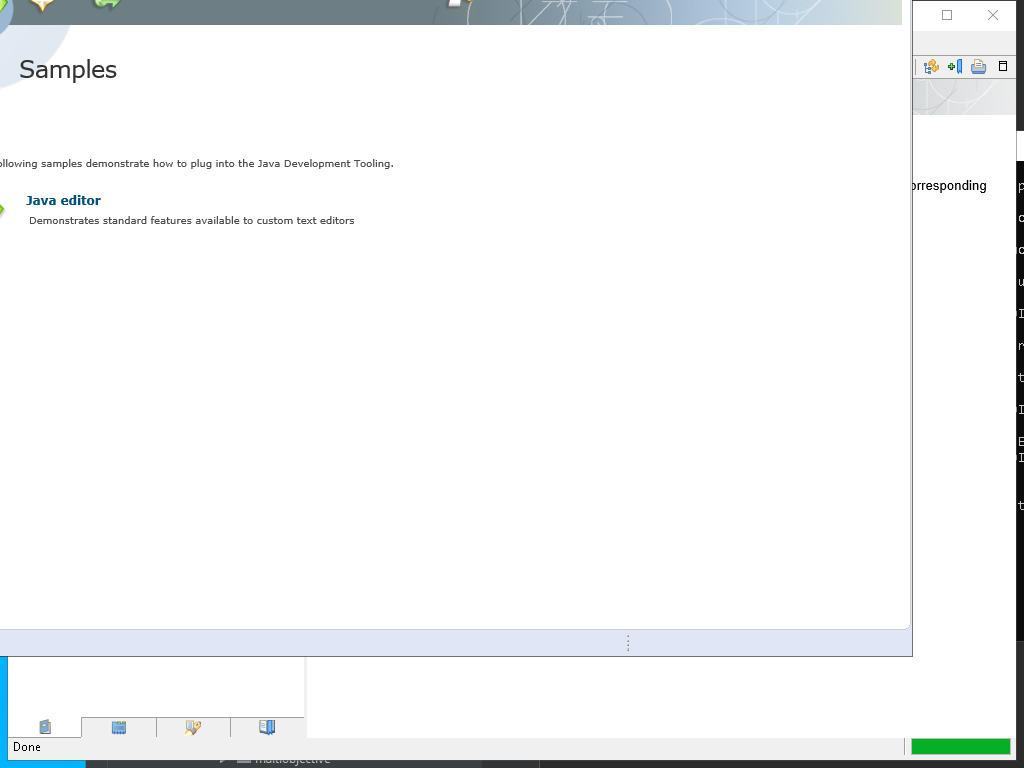 Samples
ollowing samples demonstrate how to plug into the Java Development Tooling.
orresponding
Java editor
Demonstrates standard features available to custom text editors
Done